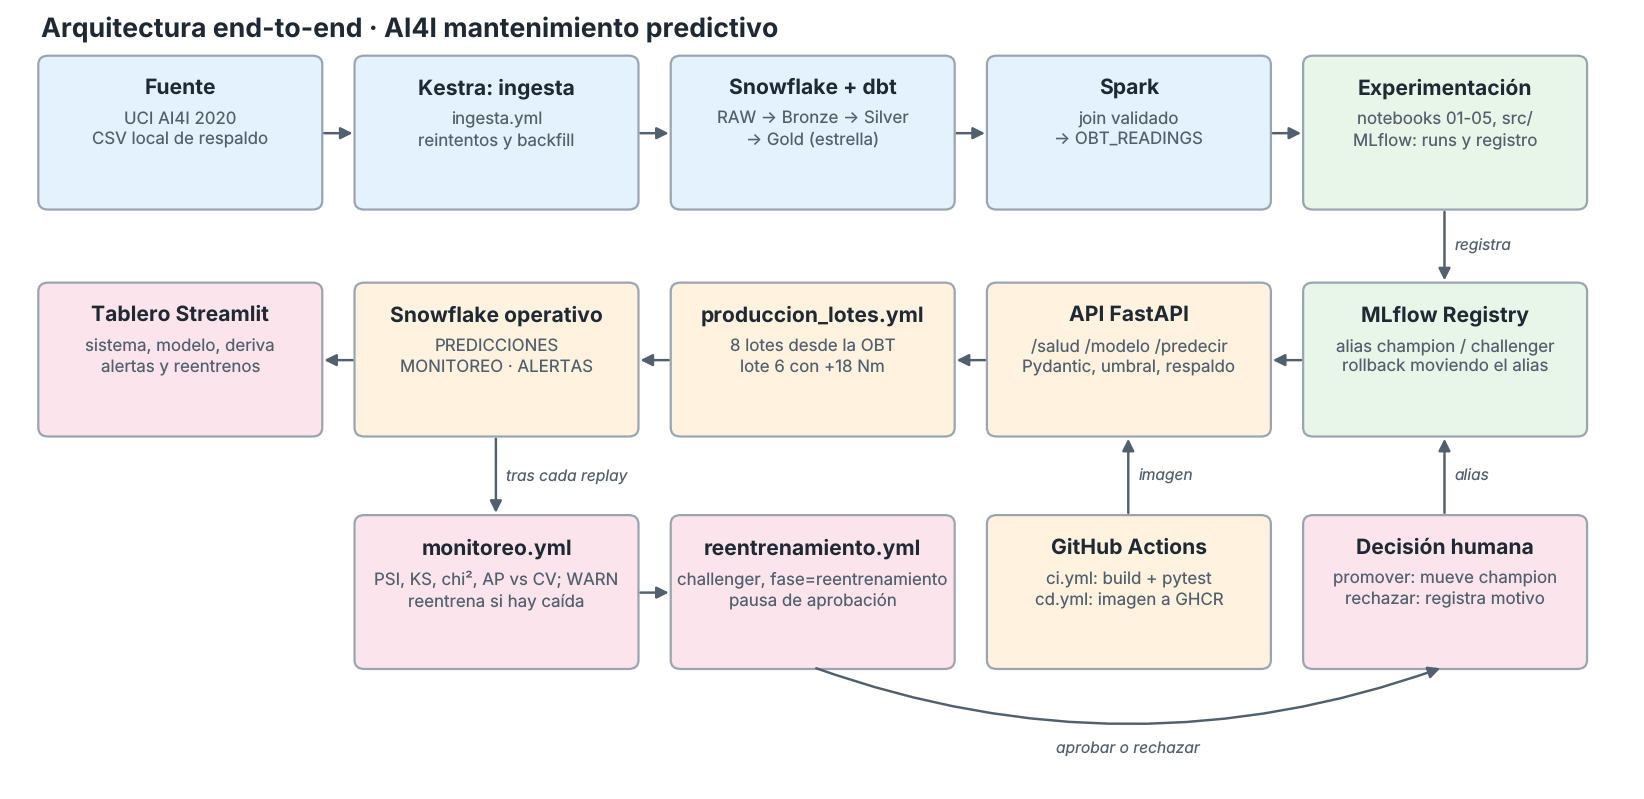 Arquitectura end-to-end · AI4I mantenimiento predictivo
Fuente
UCI AI4I 2020
CSV local de respaldo
Kestra: ingesta
ingesta.yml
reintentos y backfill
Snowflake + dbt
RAW → Bronze → Silver
→ Gold (estrella)
Spark
join validado
→ OBT_READINGS
Experimentación
notebooks 01-05, src/
MLflow: runs y registro
registra
Tablero Streamlit
sistema, modelo, deriva
alertas y reentrenos
Snowflake operativo
PREDICCIONES
MONITOREO · ALERTAS
produccion_lotes.yml
8 lotes desde la OBT
lote 6 con +18 Nm
API FastAPI
/salud /modelo /predecir
Pydantic, umbral, respaldo
MLflow Registry
alias champion / challenger
rollback moviendo el alias
tras cada replay
imagen
alias
monitoreo.yml
PSI, KS, chi², AP vs CV; WARN
reentrena si hay caída
reentrenamiento.yml
challenger, fase=reentrenamiento
pausa de aprobación
GitHub Actions
ci.yml: build + pytest
cd.yml: imagen a GHCR
Decisión humana
promover: mueve champion
rechazar: registra motivo
aprobar o rechazar